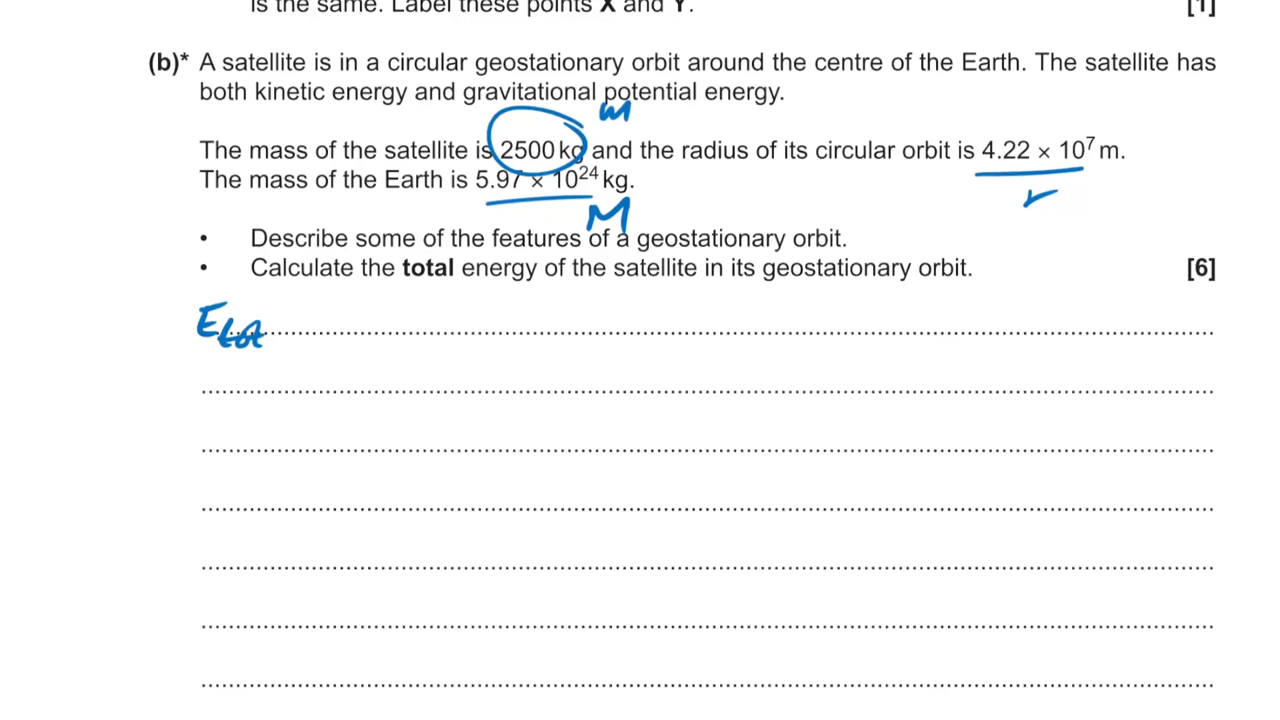 is the same. Label these points X and Y. [1]
(b)* A satellite is in a circular geostationary orbit around the centre of the Earth. The satellite has
both kinetic energy and gravitational potential energy.
m
The mass of the satellite is 2500 kg and the radius of its circular orbit is 4.22 × 10⁷ m.
The mass of the Earth is 5.97 × 10²⁴ kg.
r
M
• Describe some of the features of a geostationary orbit.
• Calculate the total energy of the satellite in its geostationary orbit. [6]
E